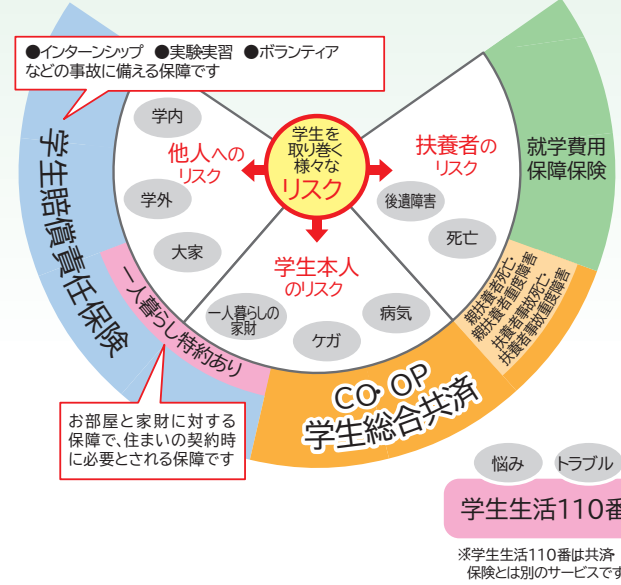 ●インターンシップ ●実験実習 ●ボランティア
などの事故に備える保障です
学生賠償責任保険
一人暮らし特約あり
お部屋と家財に対する
保障で、住まいの契約時
に必要とされる保障です
学内
他人への
リスク
学外
大家
学生を
取り巻く
様々な
リスク
扶養者の
リスク
後遺障害
死亡
就学費用
保障保険
学生本人
のリスク
一人暮らしの
家財
ケガ
病気
親扶養者死亡・
親扶養者重度障害
扶養者事故死亡・
扶養者事故重度障害
CO・OP
学生総合共済
悩み
トラブル
学生生活110番
※学生生活110番は共済
保険とは別のサービスです